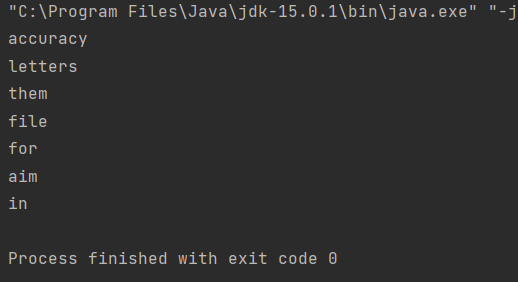 "C:\Program Files\Java\jdk-15.0.1\bin\java.exe" "-j
accuracy
letters
them
file
for
aim
in
Process finished with exit code 0